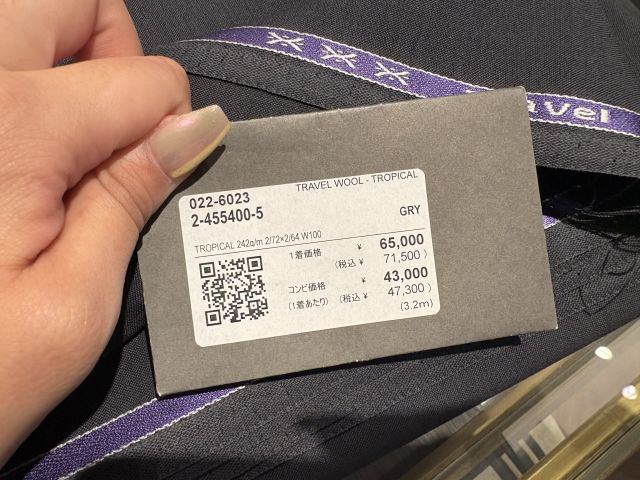 aVel
022-6023
TRAVEL WOOL - TROPICAL
2-455400-5
GRY
TROPICAL 242g/m 2/72×2/64 W100
1着価格 ¥ 65,000
(税込 ¥ 71,500 )
コンビ価格 ¥ 43,000
(1着あたり) (税込 ¥ 47,300 )
(3.2m)